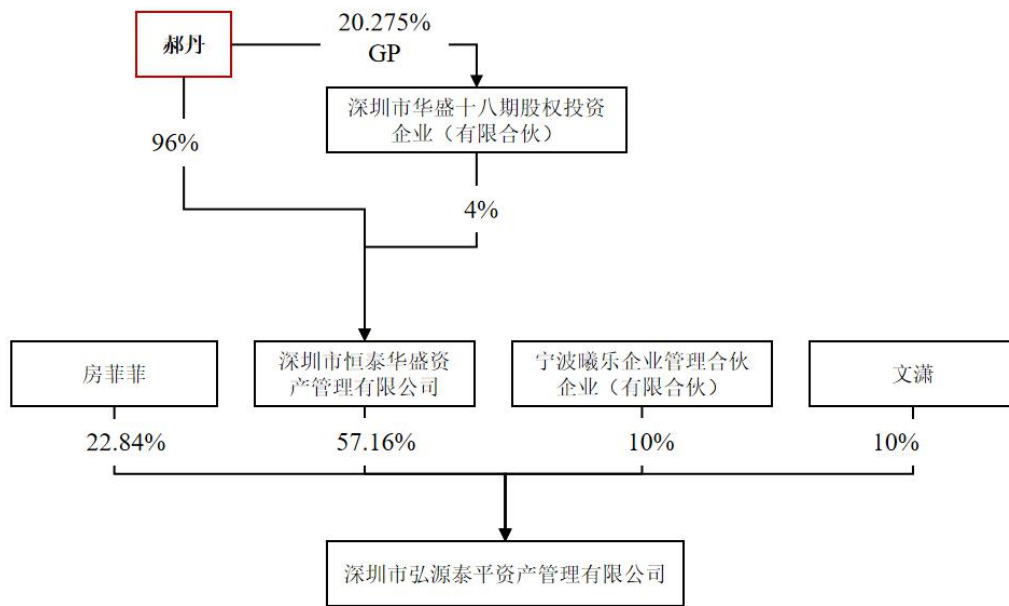 郝丹
20.275%
GP
深圳市华盛十八期股权投资
企业（有限合伙）
96%
4%
房菲菲
深圳市恒泰华盛资
产管理有限公司
宁波曦乐企业管理合伙
企业（有限合伙）
文潇
22.84%
57.16%
10%
10%
深圳市弘源泰平资产管理有限公司